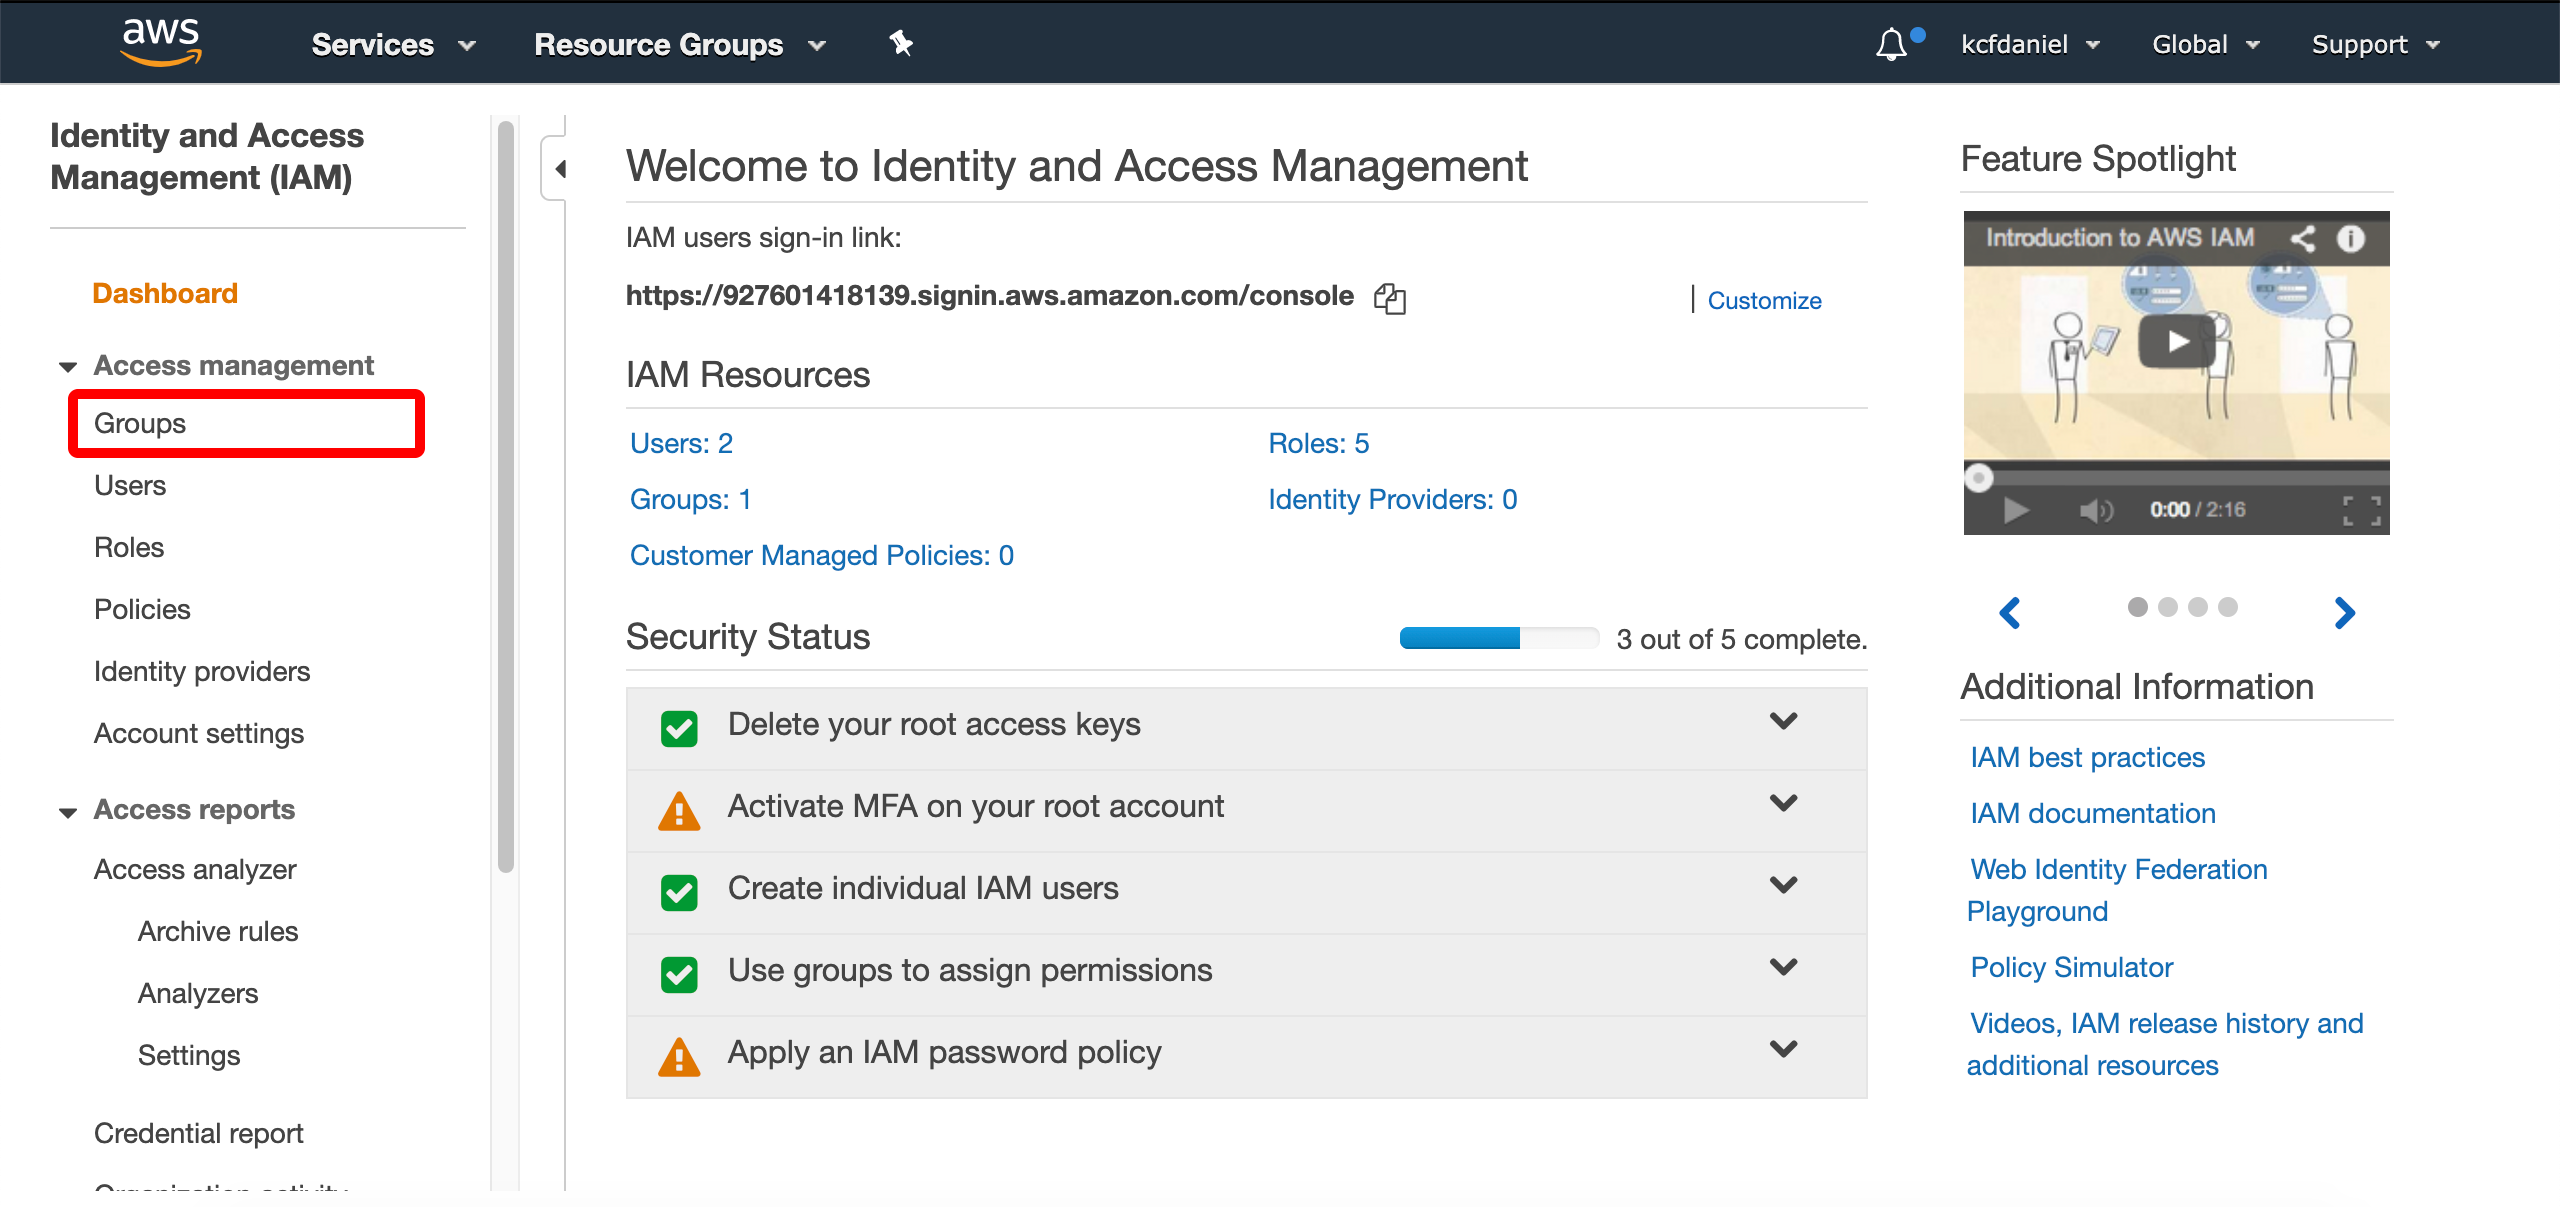 aws
Services
Resource Groups
kcfdaniel
Global
Support
Identity and Access
Management (IAM)
Dashboard
Access management
Groups
Users
Roles
Policies
Identity providers
Account settings
Access reports
Access analyzer
Archive rules
Analyzers
Settings
Credential report
Organization activity
Welcome to Identity and Access Management
IAM users sign-in link:
https://927601418139.signin.aws.amazon.com/console
Customize
IAM Resources
Users: 2
Roles: 5
Groups: 1
Identity Providers: 0
Customer Managed Policies: 0
Security Status
3 out of 5 complete.
Delete your root access keys
Activate MFA on your root account
Create individual IAM users
Use groups to assign permissions
Apply an IAM password policy
Feature Spotlight
Introduction to AWS IAM
0:00 / 2:16
Additional Information
IAM best practices
IAM documentation
Web Identity Federation
Playground
Policy Simulator
Videos, IAM release history and
additional resources